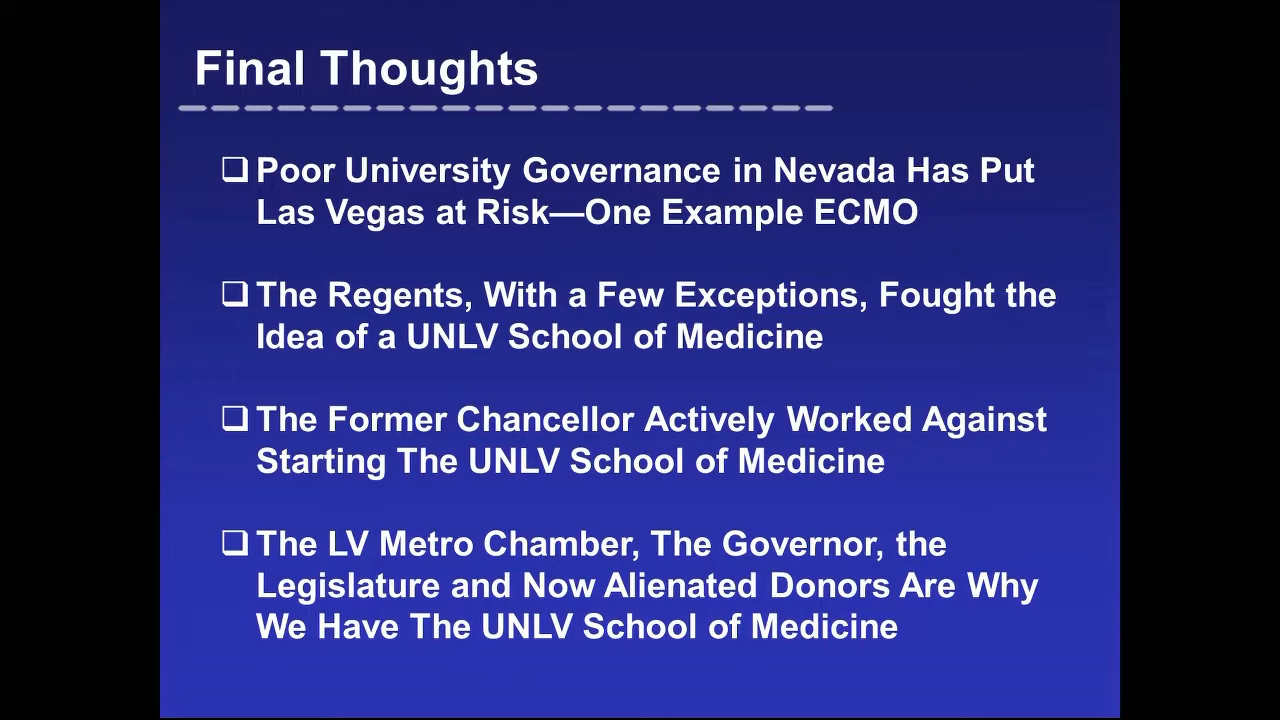 Final Thoughts
❑ Poor University Governance in Nevada Has Put
Las Vegas at Risk—One Example ECMO
❑ The Regents, With a Few Exceptions, Fought the
Idea of a UNLV School of Medicine
❑ The Former Chancellor Actively Worked Against
Starting The UNLV School of Medicine
❑ The LV Metro Chamber, The Governor, the
Legislature and Now Alienated Donors Are Why
We Have The UNLV School of Medicine